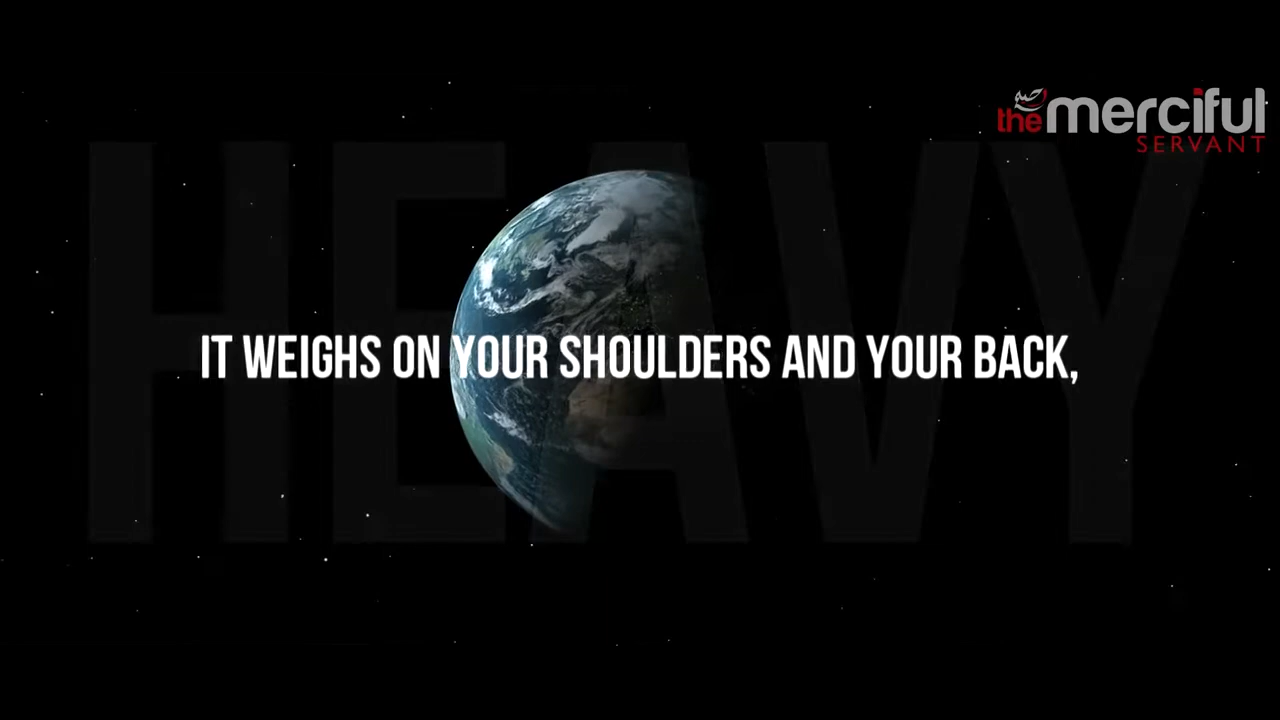 the merciful
SERVANT
HEAVY
IT WEIGHS ON YOUR SHOULDERS AND YOUR BACK,